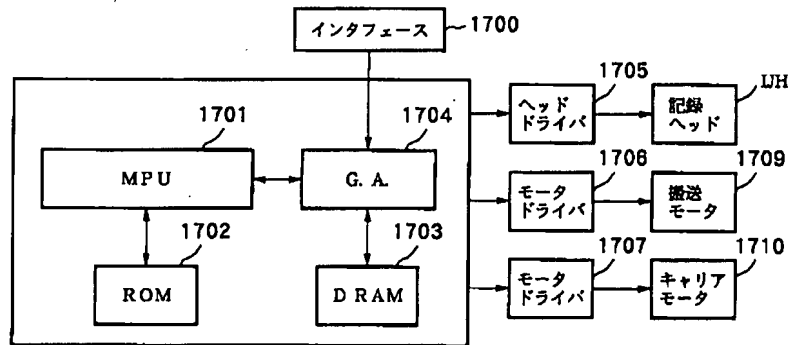 インタフェース
1700
1701
MPU
1704
G.A.
1702
ROM
1703
DRAM
1705
ヘッド
ドライバ
IJH
記録
ヘッド
1706
モータ
ドライバ
1709
搬送
モータ
1707
モータ
ドライバ
1710
キャリア
モータ